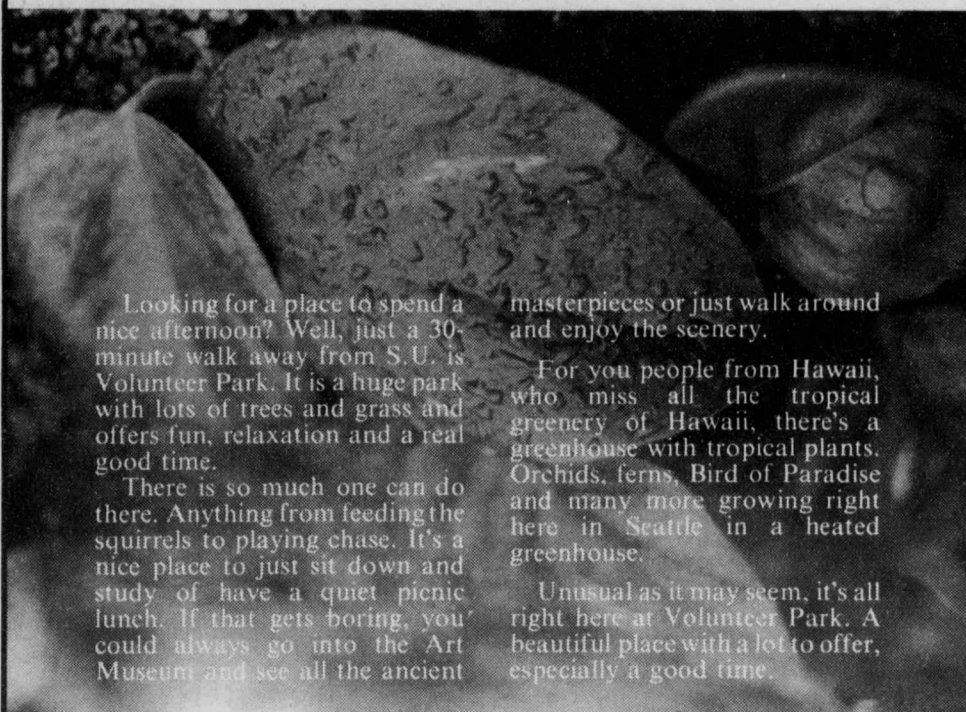 Looking for a place to spend a
nice afternoon? Well, just a 30-
minute walk away from S.U. is
Volunteer Park. It is a huge park
with lots of trees and grass and
offers fun, relaxation and a real
good time.
There is so much one can do
there. Anything from feeding the
squirrels to playing chase. It's a
nice place to just sit down and
study of have a quiet picnic
lunch. If that gets boring, you
could always go into the Art
Museum and see all the ancient
masterpieces or just walk around
and enjoy the scenery.
For you people from Hawaii,
who miss all the tropical
greenery of Hawaii, there's a
greenhouse with tropical plants.
Orchids, ferns, Bird of Paradise
and many more growing right
here in Seattle in a heated
greenhouse.
Unusual as it may seem, it's all
right here at Volunteer Park. A
beautiful place with a lot to offer,
especially a good time.